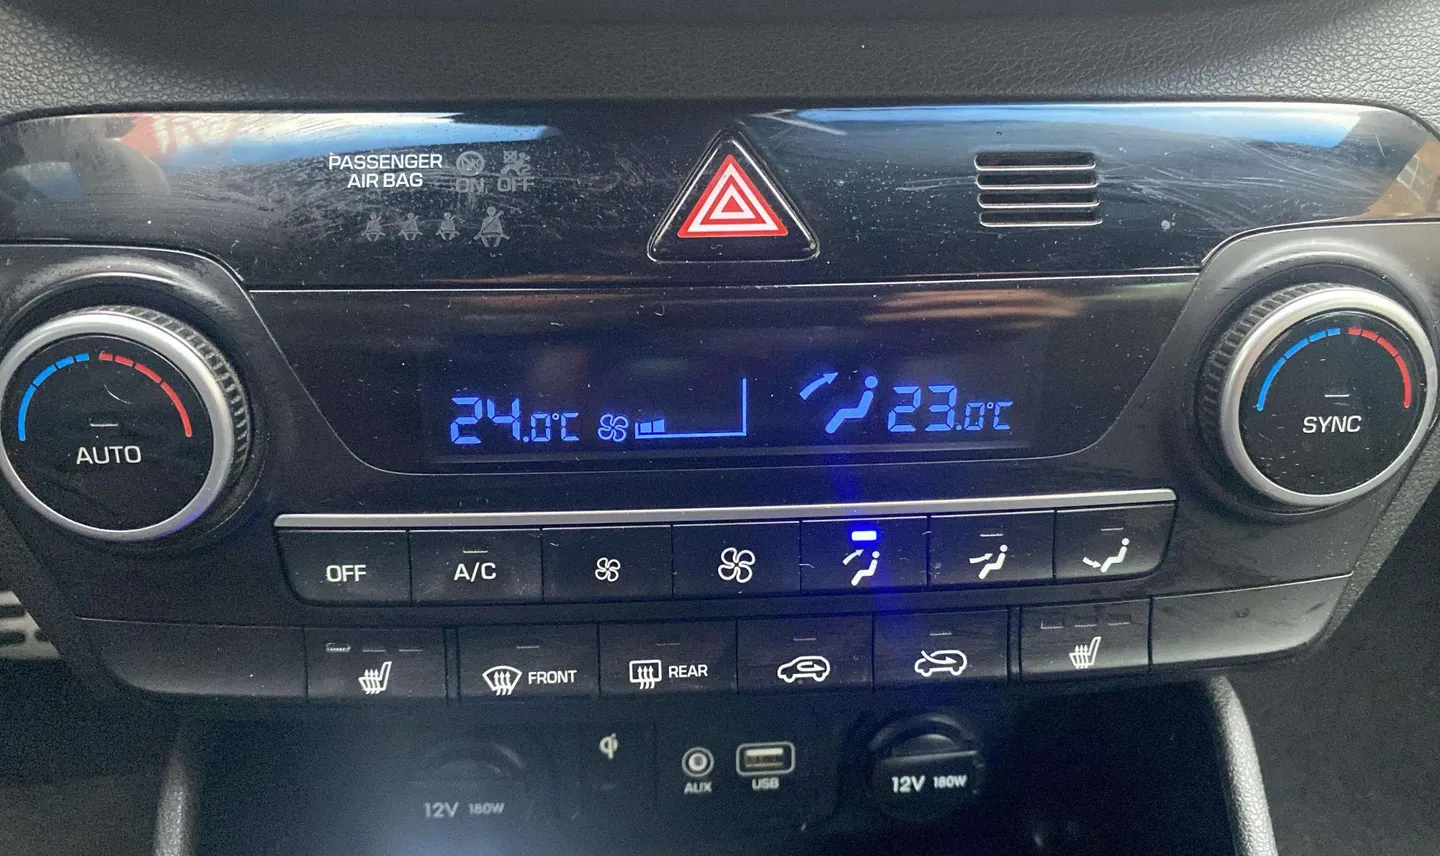 PASSENGER
AIR BAG
ON OFF
24.0°C 23.0°C
AUTO
SYNC
OFF
A/C
FRONT
REAR
qi
AUX
USB
12V 180W
12V 180W